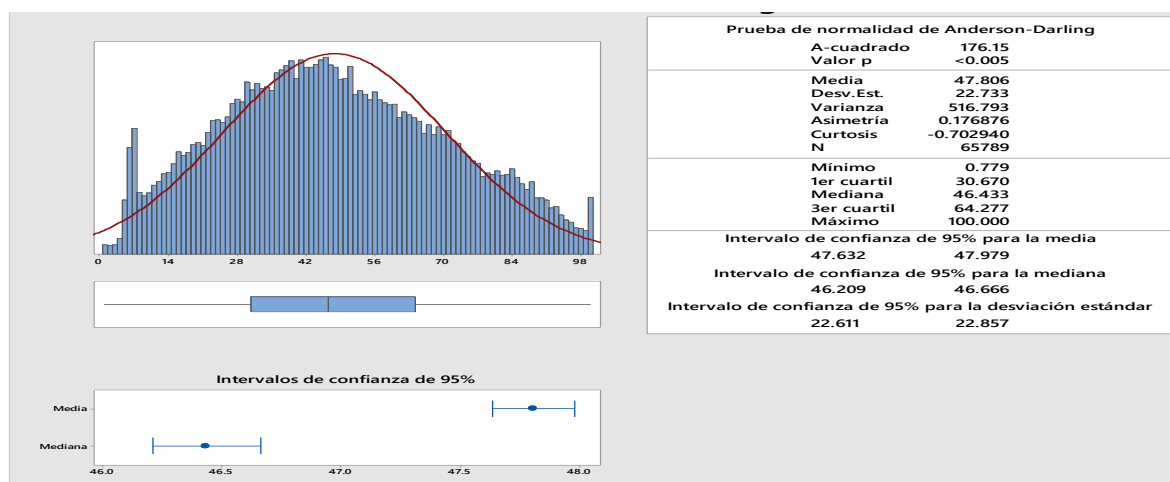 Prueba de normalidad de Anderson-Darling
A-cuadrado 176.15
Valor p <0.005
Media 47.806
Desv.Est. 22.733
Varianza 516.793
Asimetría 0.176876
Curtosis -0.702940
N 65789
Mínimo 0.779
1er cuartil 30.670
Mediana 46.433
3er cuartil 64.277
Máximo 100.000
Intervalo de confianza de 95% para la media
47.632 47.979
Intervalo de confianza de 95% para la mediana
46.209 46.666
Intervalo de confianza de 95% para la desviación estándar
22.611 22.857
0 14 28 42 56 70 84 98
Intervalos de confianza de 95%
Media
Mediana
46.0 46.5 47.0 47.5 48.0